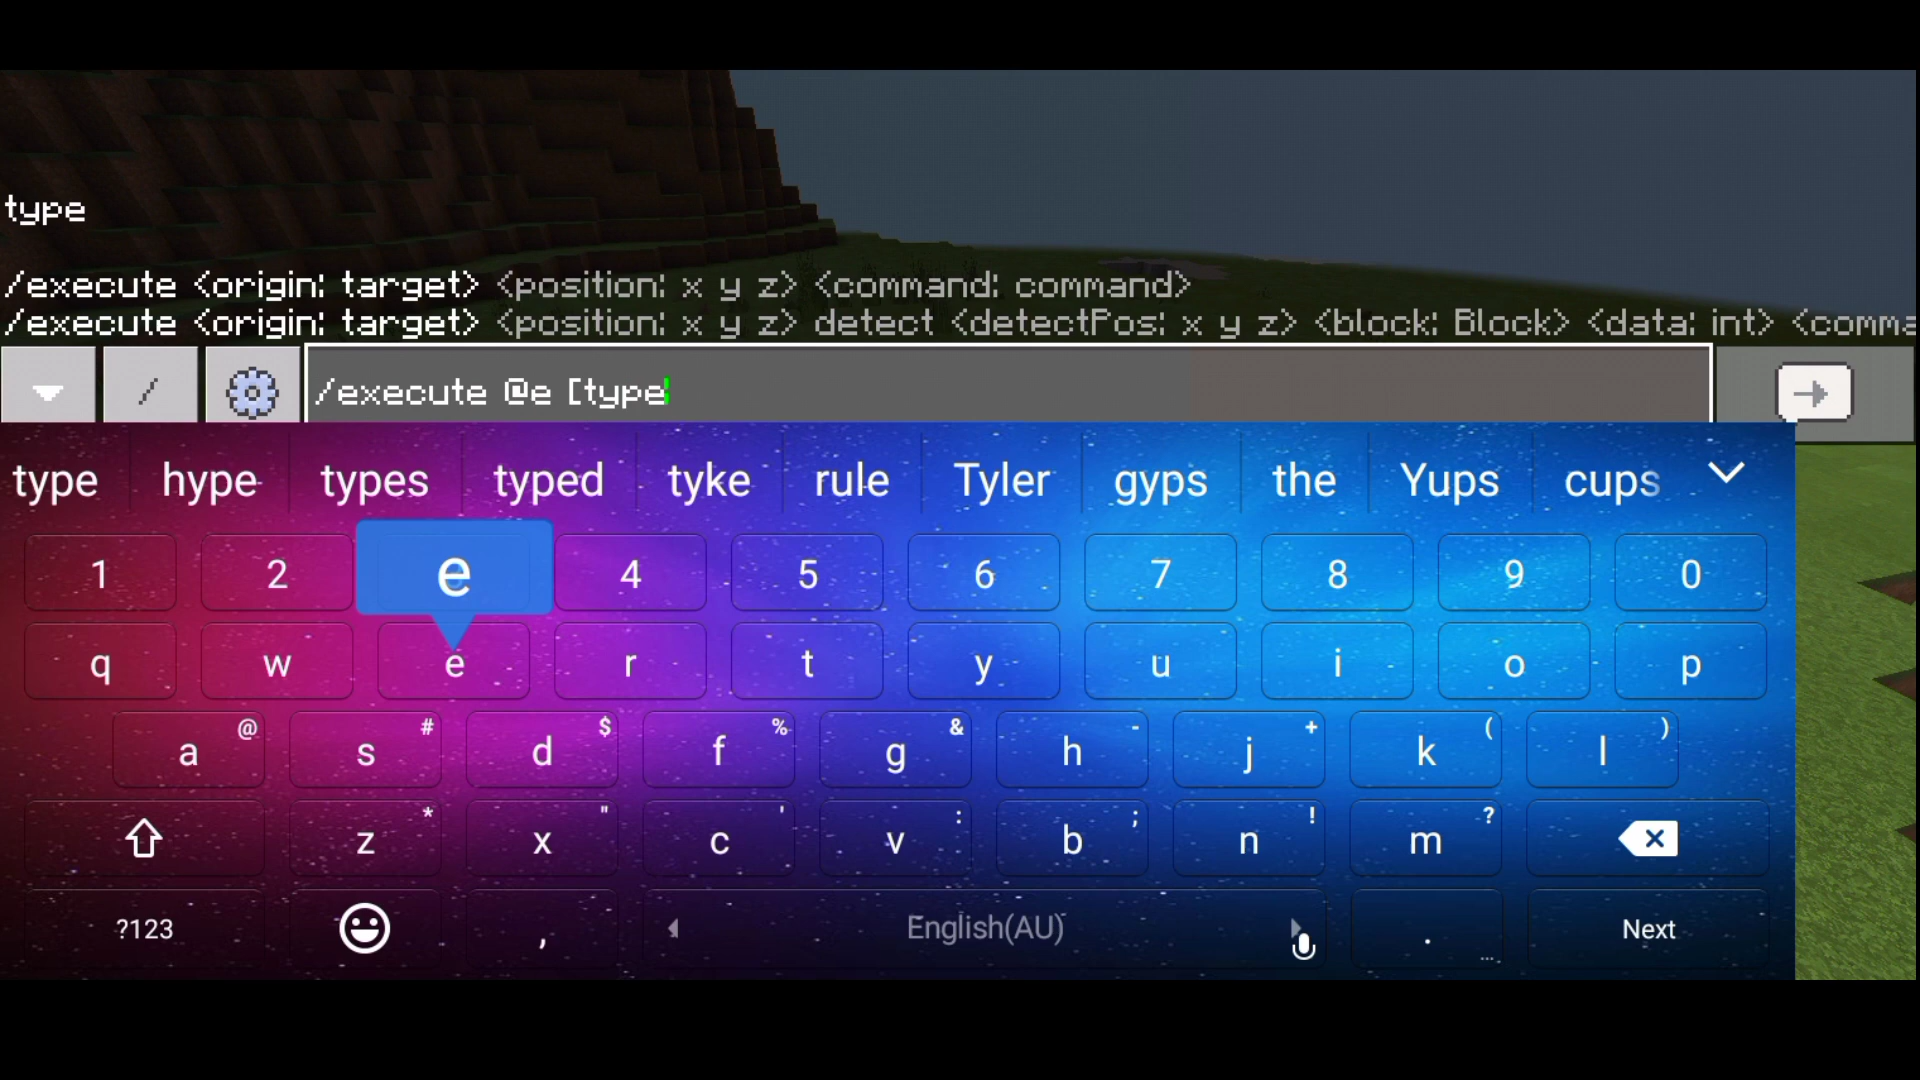 type
/execute <origin: target> <position: x y z> <command: command>
/execute <origin: target> <position: x y z> detect <detectPos: x y z> <block: Block> <data: int> <comma
/ /execute @e [type
type hype types typed tyke rule Tyler gyps the Yups cups
1 2 e 4 5 6 7 8 9 0
q w e r t y u i o p
a @ s # d $ f % g & h - j + k ( l )
z * x " c ' v : b ; n ! m ?
?123 , English(AU) . ... Next